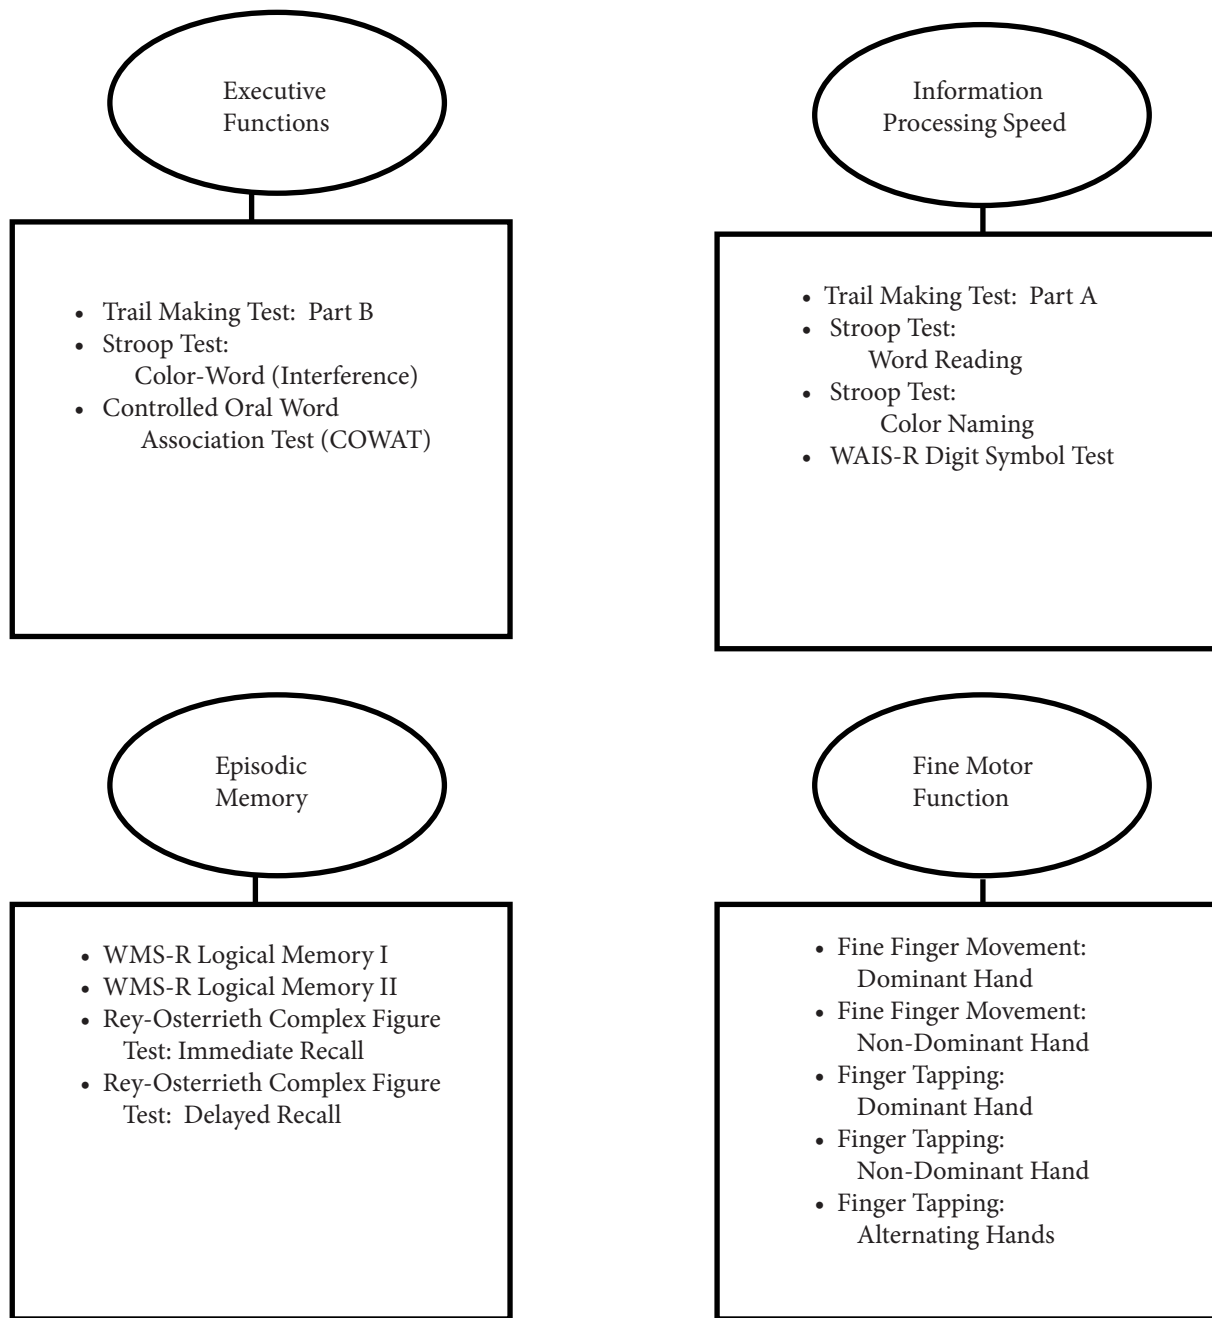 Executive
Functions
• Trail Making Test: Part B
• Stroop Test:
Color-Word (Interference)
• Controlled Oral Word
Association Test (COWAT)
Information
Processing Speed
• Trail Making Test: Part A
• Stroop Test:
Word Reading
• Stroop Test:
Color Naming
• WAIS-R Digit Symbol Test
Episodic
Memory
• WMS-R Logical Memory I
• WMS-R Logical Memory II
• Rey-Osterrieth Complex Figure
Test: Immediate Recall
• Rey-Osterrieth Complex Figure
Test: Delayed Recall
Fine Motor
Function
• Fine Finger Movement:
Dominant Hand
• Fine Finger Movement:
Non-Dominant Hand
• Finger Tapping:
Dominant Hand
• Finger Tapping:
Non-Dominant Hand
• Finger Tapping:
Alternating Hands